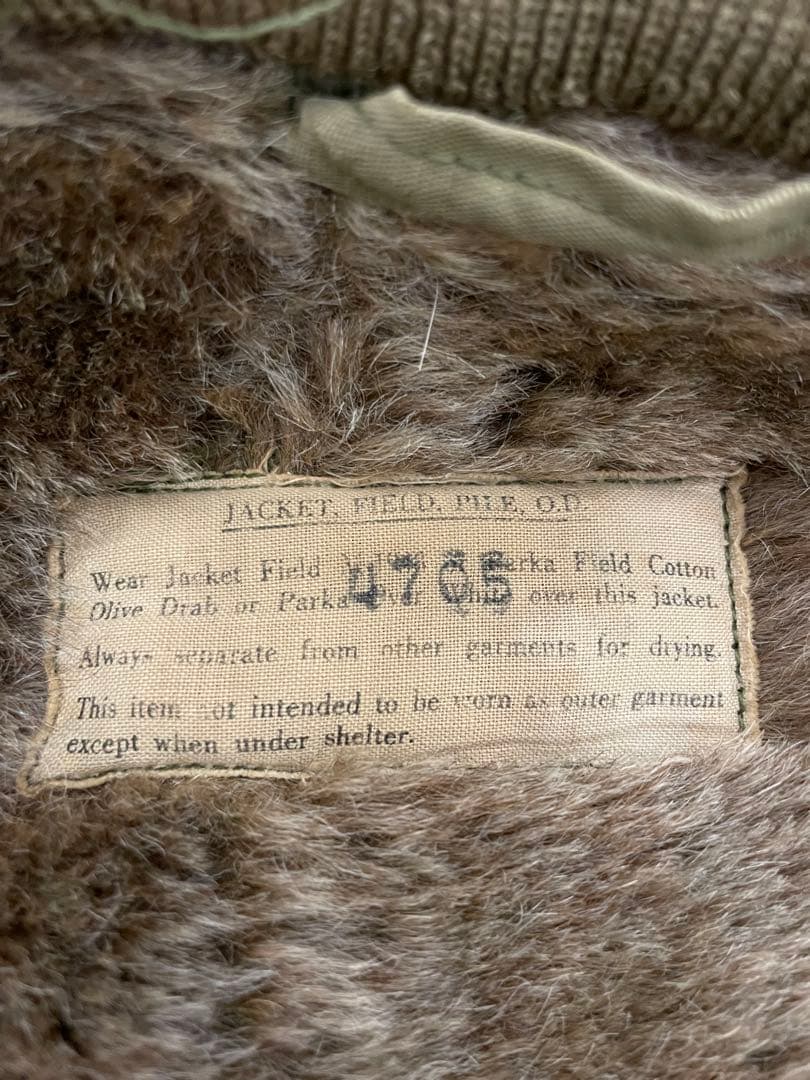 JACKET, FIELD, PILE, O.D.
Wear Jacket Field Parka Field Cotton
4765
Olive Drab or Parka over this jacket.
Always separate from other garments for drying.
This item not intended to be worn as outer garment
except when under shelter.